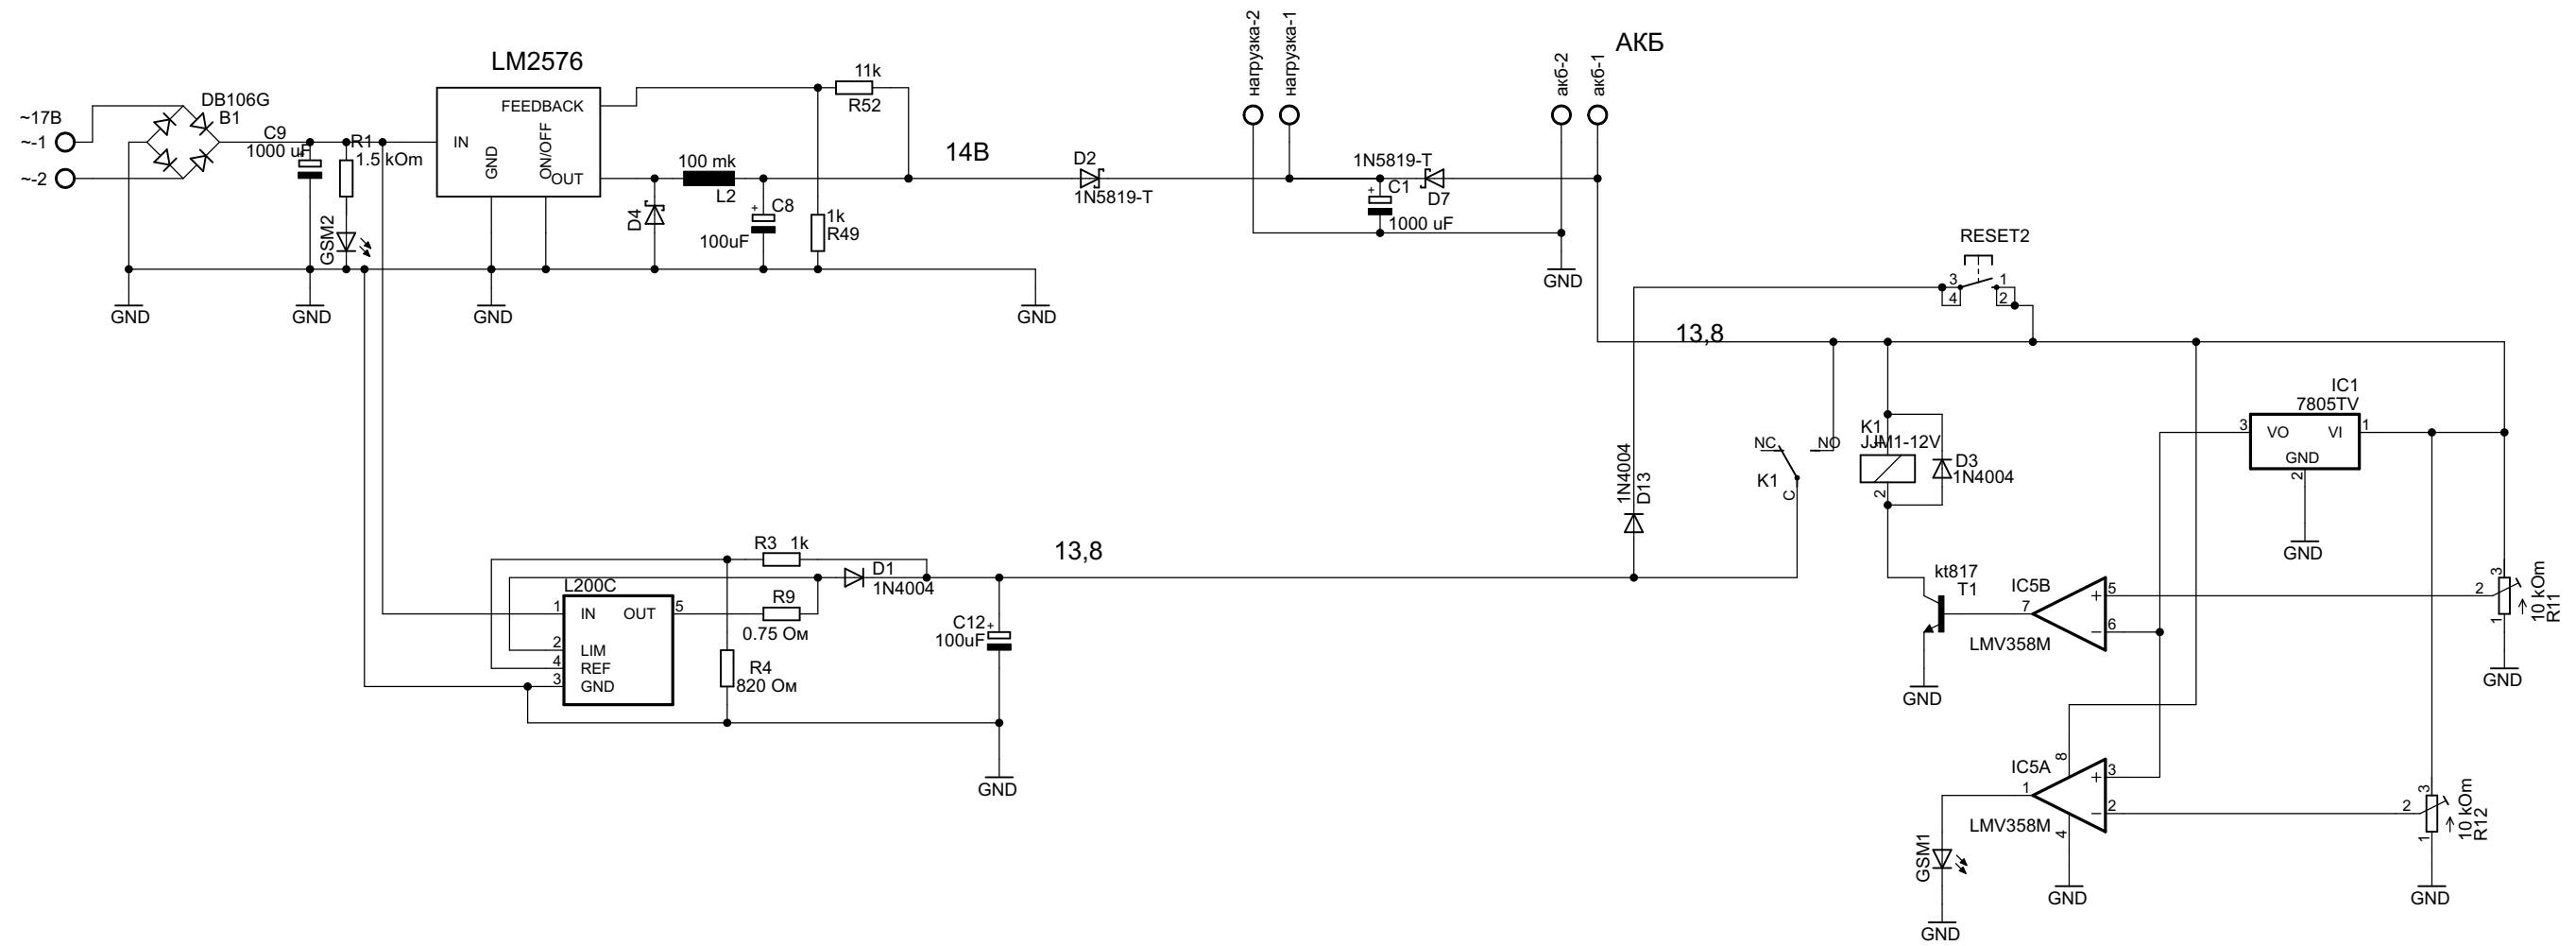 LM2576
АКБ
нагрузка-2
нагрузка-1
акб-2
акб-1
~17В
~-1
~-2
DB106G
B1
C9
1000 uF
R1
1.5 kOm
GSM2
FEEDBACK
IN
GND
ON/OFF
OUT
11k
R52
100 mk
L2
D4
C8
+
100uF
1k
R49
14В
D2
1N5819-T
1N5819-T
D7
C1
+
1000 uF
GND
GND
GND
GND
GND
RESET2
3
4
1
2
13,8
IC1
7805TV
3
VO
VI
1
GND
2
GND
NC
NO
K1
C
K1
JJM1-12V
1
2
D3
1N4004
1N4004
D13
R3 1k
13,8
D1
1N4004
L200C
1
IN
OUT
5
2
LIM
4
REF
3
GND
R9
0.75 Ом
R4
820 Ом
C12
+
100uF
GND
kt817
T1
GND
IC5B
7
+
5
−
6
LMV358M
2
3
1
10 kOm
R11
GND
IC5A
8
1
+
3
−
2
4
LMV358M
GSM1
GND
GND
2
3
1
10 kOm
R12
GND